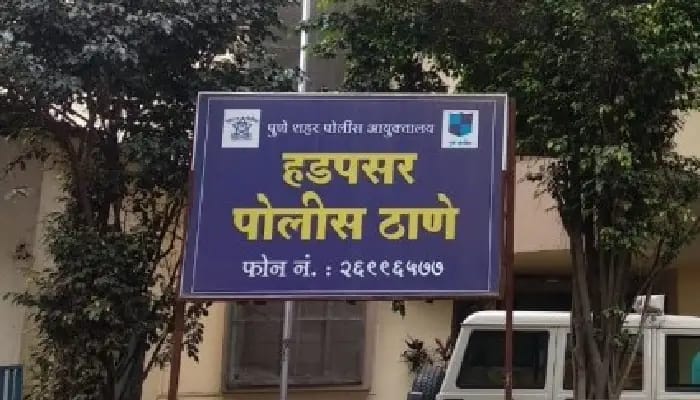 पुणे शहर पोलीस आयुक्तालय
हडपसर
पोलीस ठाणे
फोन नं. : २६९९६५७७